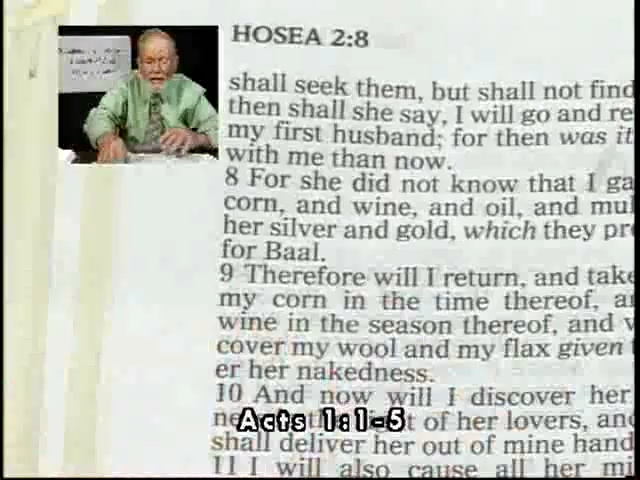 HOSEA 2:8
shall seek them, but shall not find
then shall she say, I will go and re
my first husband; for then was it
with me than now.
8 For she did not know that I ga
corn, and wine, and oil, and mul
her silver and gold, which they pr
for Baal.
9 Therefore will I return, and take
my corn in the time thereof, a
wine in the season thereof, and
cover my wool and my flax given
er her nakedness.
10 And now will I discover her
of her lovers, and
Acts 1:1-5
shall deliver her out of mine hand
11 I will also cause all her mi